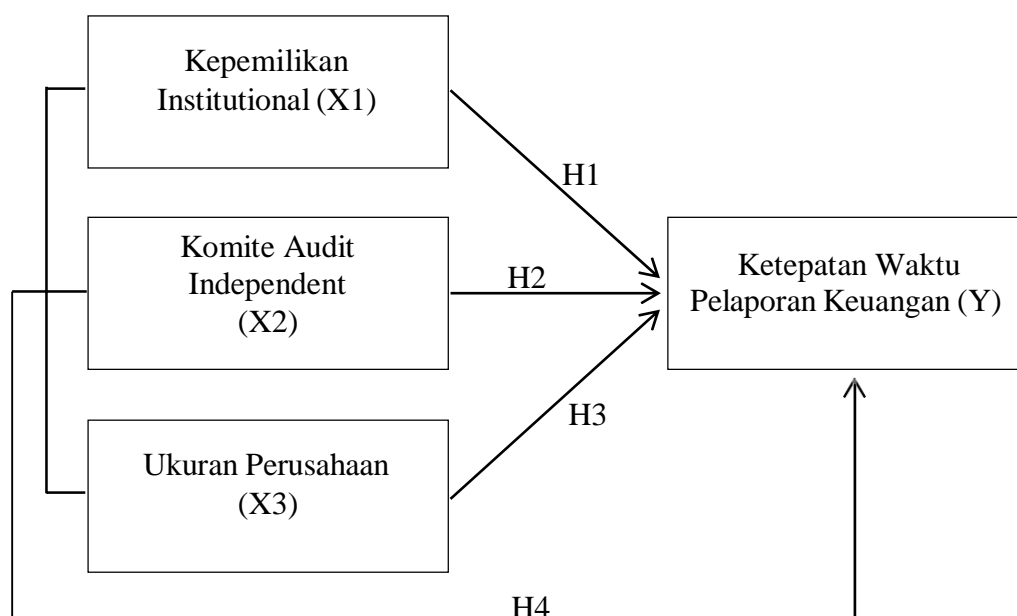 Kepemilikan
Institutional (X1)
H1
Komite Audit
Independent
(X2)
H2
Ketepatan Waktu
Pelaporan Keuangan (Y)
H3
Ukuran Perusahaan
(X3)
H4